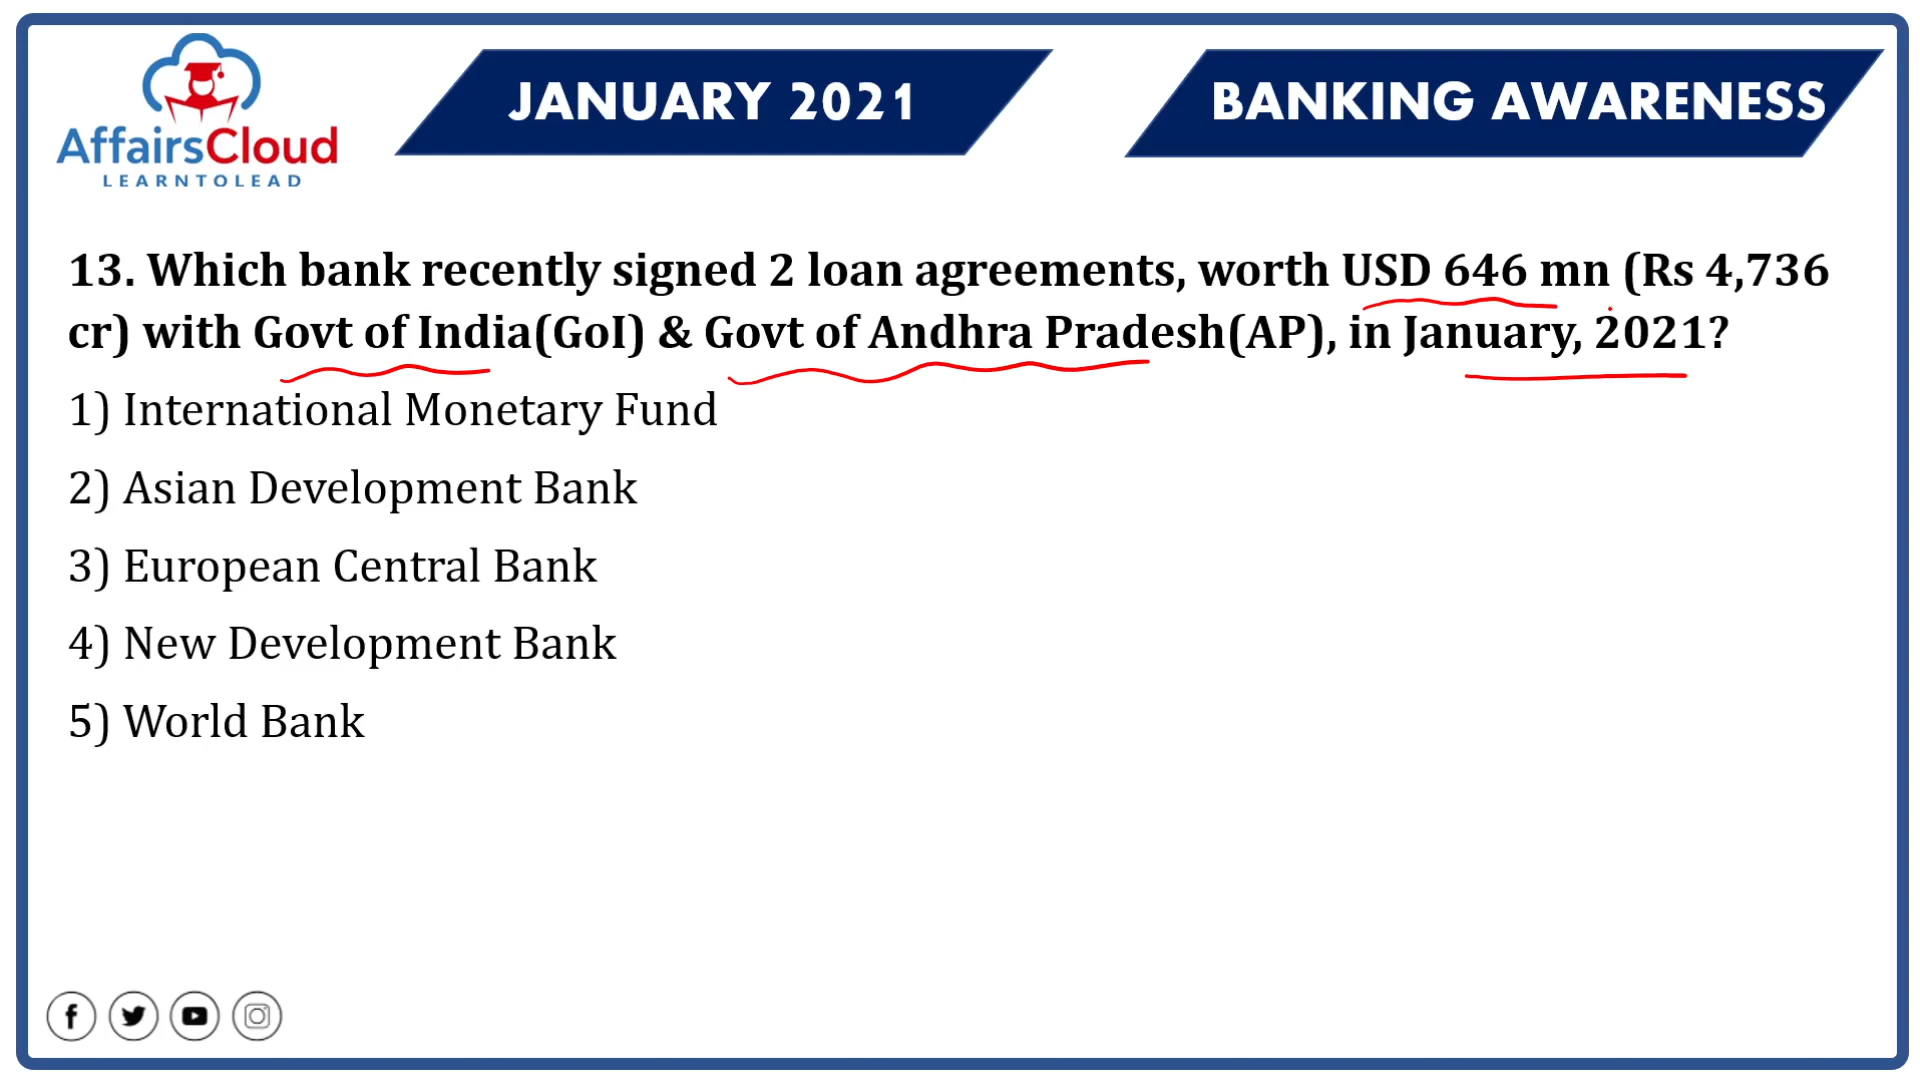 AffairsCloud
LEARNTOLEAD
JANUARY 2021
BANKING AWARENESS
13. Which bank recently signed 2 loan agreements, worth USD 646 mn (Rs 4,736
cr) with Govt of India(GoI) & Govt of Andhra Pradesh(AP), in January, 2021?
1) International Monetary Fund
2) Asian Development Bank
3) European Central Bank
4) New Development Bank
5) World Bank